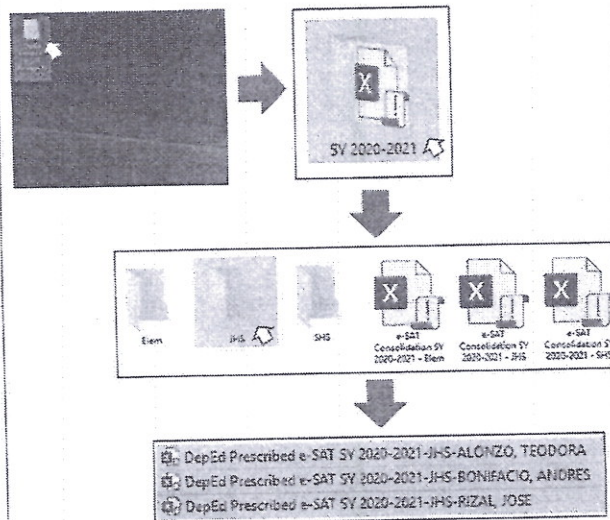 SY 2020-2021
Elem
JHS
SHS
e-SAT
Consolidation SY
2020-2021 - Elem
e-SAT
Consolidation SY
2020-2021 - JHS
e-SAT
Consolidation SY
2020-2021 - SHS
DepEd Prescribed e-SAT SY 2020-2021-JHS-ALONZO, TEODORA
DepEd Prescribed e-SAT SY 2020-2021-JHS-BONIFACIO, ANDRES
DepEd Prescribed e-SAT SY 2020-2021-JHS-RIZAL, JOSE